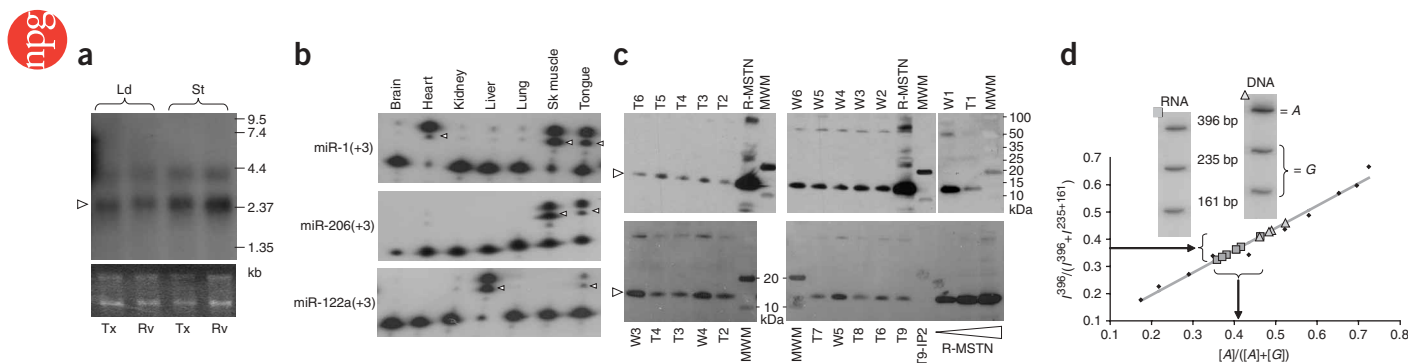 npg
a
Ld St
9.5
7.4
4.4
2.37
1.35
kb
Tx Rv Tx Rv
b
Brain Heart Kidney Liver Lung Sk muscle Tongue
miR-1(+3)
miR-206(+3)
miR-122a(+3)
c
T6 T5 T4 T3 T2 R-MSTN MWM
W6 W5 W4 W3 W2 R-MSTN MWM
W1 T1 MWM
100
50
35
25
20
15
10
kDa
20
10
kDa
W3 T4 T3 W4 T2 MWM
MWM T7 W5 T8 T6 T9 T9-IP2
R-MSTN
d
RNA
DNA
396 bp
235 bp
161 bp
= A
= G
I³⁹⁶/(I³⁹⁶+I²³⁵⁺¹⁶¹)
0.7
0.6
0.5
0.4
0.3
0.2
0.1
0.1 0.2 0.3 0.4 0.5 0.6 0.7 0.8
[A]/([A]+[G])